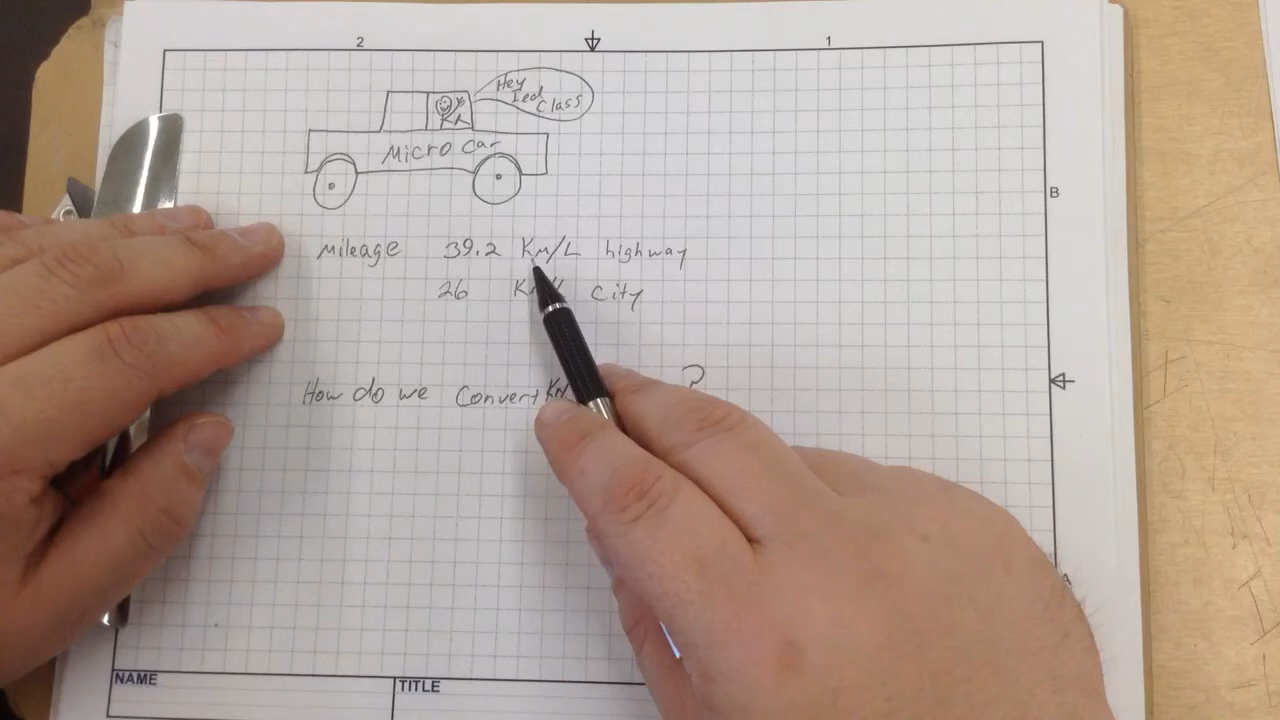 2 1
Hey
Ied
Class
Micro Car
B
Mileage 39.2 KM/L highway
26 city
How do we Convert ?
A
NAME TITLE